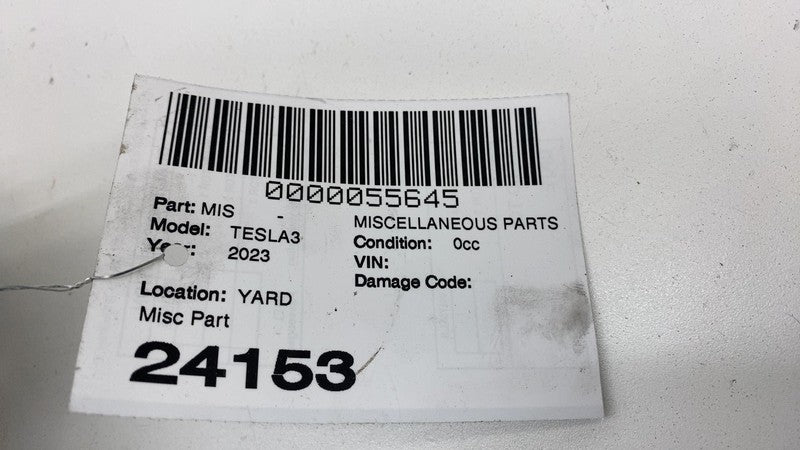 0000055645
Part: MIS - MISCELLANEOUS PARTS
Model: TESLA3 Condition: 0cc
Year: 2023 VIN:
Damage Code:
Location: YARD
Misc Part
24153